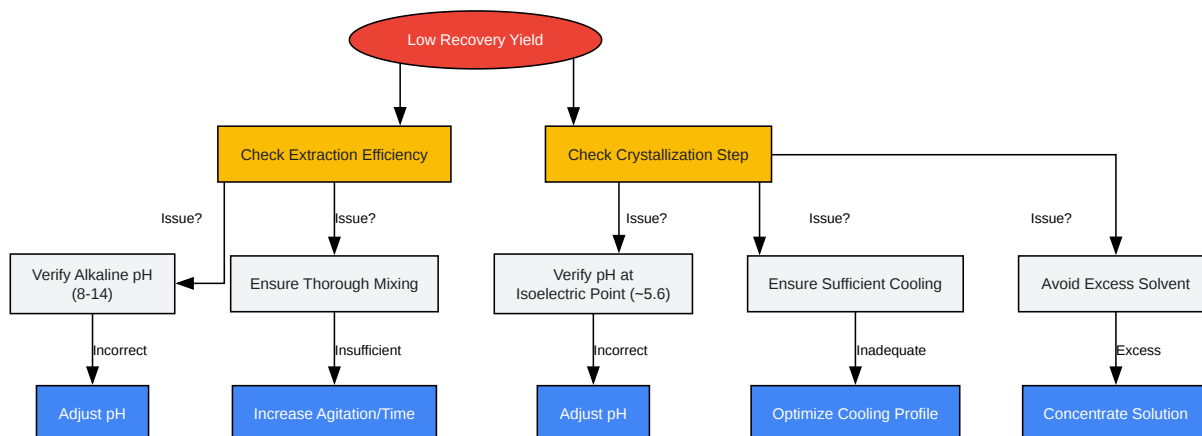 Low Recovery Yield
Check Extraction Efficiency
Check Crystallization Step
Issue?
Issue?
Issue?
Issue?
Issue?
Verify Alkaline pH
(8-14)
Ensure Thorough Mixing
Verify pH at
Isoelectric Point (~5.6)
Ensure Sufficient Cooling
Avoid Excess Solvent
Incorrect
Insufficient
Incorrect
Inadequate
Excess
Adjust pH
Increase Agitation/Time
Adjust pH
Optimize Cooling Profile
Concentrate Solution